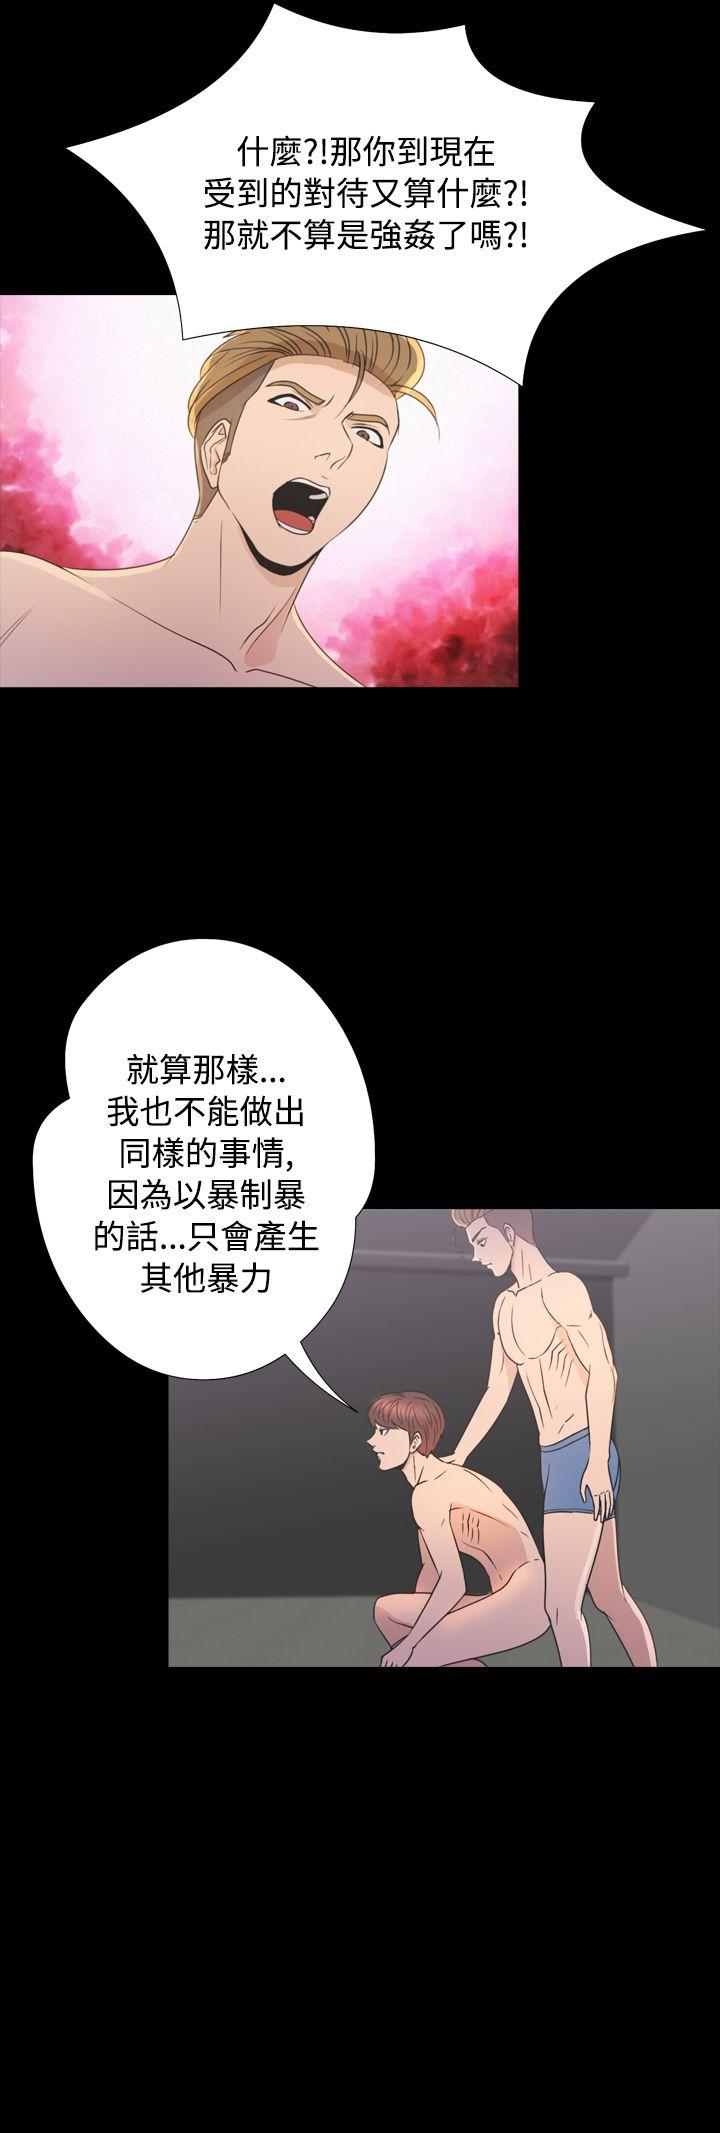 什麼?!那你到現在
受到的對待又算什麼?!
那就不算是強姦了嗎?!
就算那樣...
我也不能做出
同樣的事情,
因為以暴制暴
的話...只會產生
其他暴力